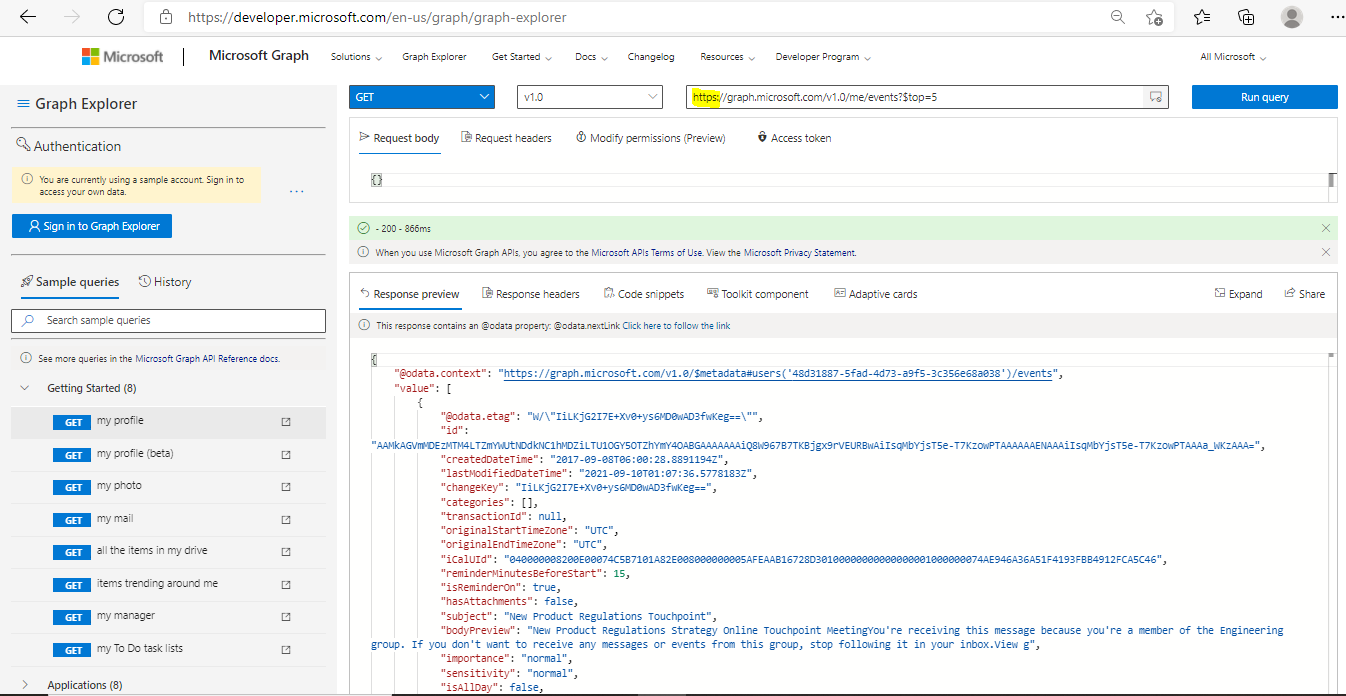 https://developer.microsoft.com/en-us/graph/graph-explorer
Microsoft
Microsoft Graph
Solutions
Graph Explorer
Get Started
Docs
Changelog
Resources
Developer Program
All Microsoft
Graph Explorer
GET
v1.0
https://graph.microsoft.com/v1.0/me/events?$top=5
Run query
Authentication
You are currently using a sample account. Sign in to
access your own data.
...
Sign in to Graph Explorer
Request body
Request headers
Modify permissions (Preview)
Access token
{}
- 200 - 866ms
When you use Microsoft Graph APIs, you agree to the Microsoft APIs Terms of Use. View the Microsoft Privacy Statement.
Sample queries
History
Search sample queries
See more queries in the Microsoft Graph API Reference docs.
Getting Started (8)
GET my profile
GET my profile (beta)
GET my photo
GET my mail
GET all the items in my drive
GET items trending around me
GET my manager
GET my To Do task lists
Applications (8)
Response preview
Response headers
Code snippets
Toolkit component
Adaptive cards
Expand
Share
This response contains an @odata property: @odata.nextLink Click here to follow the link
{
"@odata.context": "https://graph.microsoft.com/v1.0/$metadata#users('48d31887-5fad-4d73-a9f5-3c356e68a038')/events",
"value": [
{
"@odata.etag": "W/\"IiLKjG2I7E+Xv0+ys6MD0wAD3fwKeg==\"",
"id":
"AAMkAGVmMDEzMTM4LTZmYWUtNDdkNC1hMDZiLTU1OGY5OTZhYmY4OABGAAAAAAAiQ8W967B7TKBjgx9rVEURBwAiIsqMbYjsT5e-T7KzowPTAAAAAAENAAAiIsqMbYjsT5e-T7KzowPTAAAa_WKzAAA=",
"createdDateTime": "2017-09-08T06:00:28.8891194Z",
"lastModifiedDateTime": "2021-09-10T01:07:36.5778183Z",
"changeKey": "IiLKjG2I7E+Xv0+ys6MD0wAD3fwKeg==",
"categories": [],
"transactionId": null,
"originalStartTimeZone": "UTC",
"originalEndTimeZone": "UTC",
"iCalUId": "040000008200E00074C5B7101A82E008000000005AFEAAB16728D301000000000000000010000000074AE946A36A51F4193FBB4912FCA5C46",
"reminderMinutesBeforeStart": 15,
"isReminderOn": true,
"hasAttachments": false,
"subject": "New Product Regulations Touchpoint",
"bodyPreview": "New Product Regulations Strategy Online Touchpoint MeetingYou're receiving this message because you're a member of the Engineering
group. If you don't want to receive any messages or events from this group, stop following it in your inbox.View g",
"importance": "normal",
"sensitivity": "normal",
"isAllDay": false,